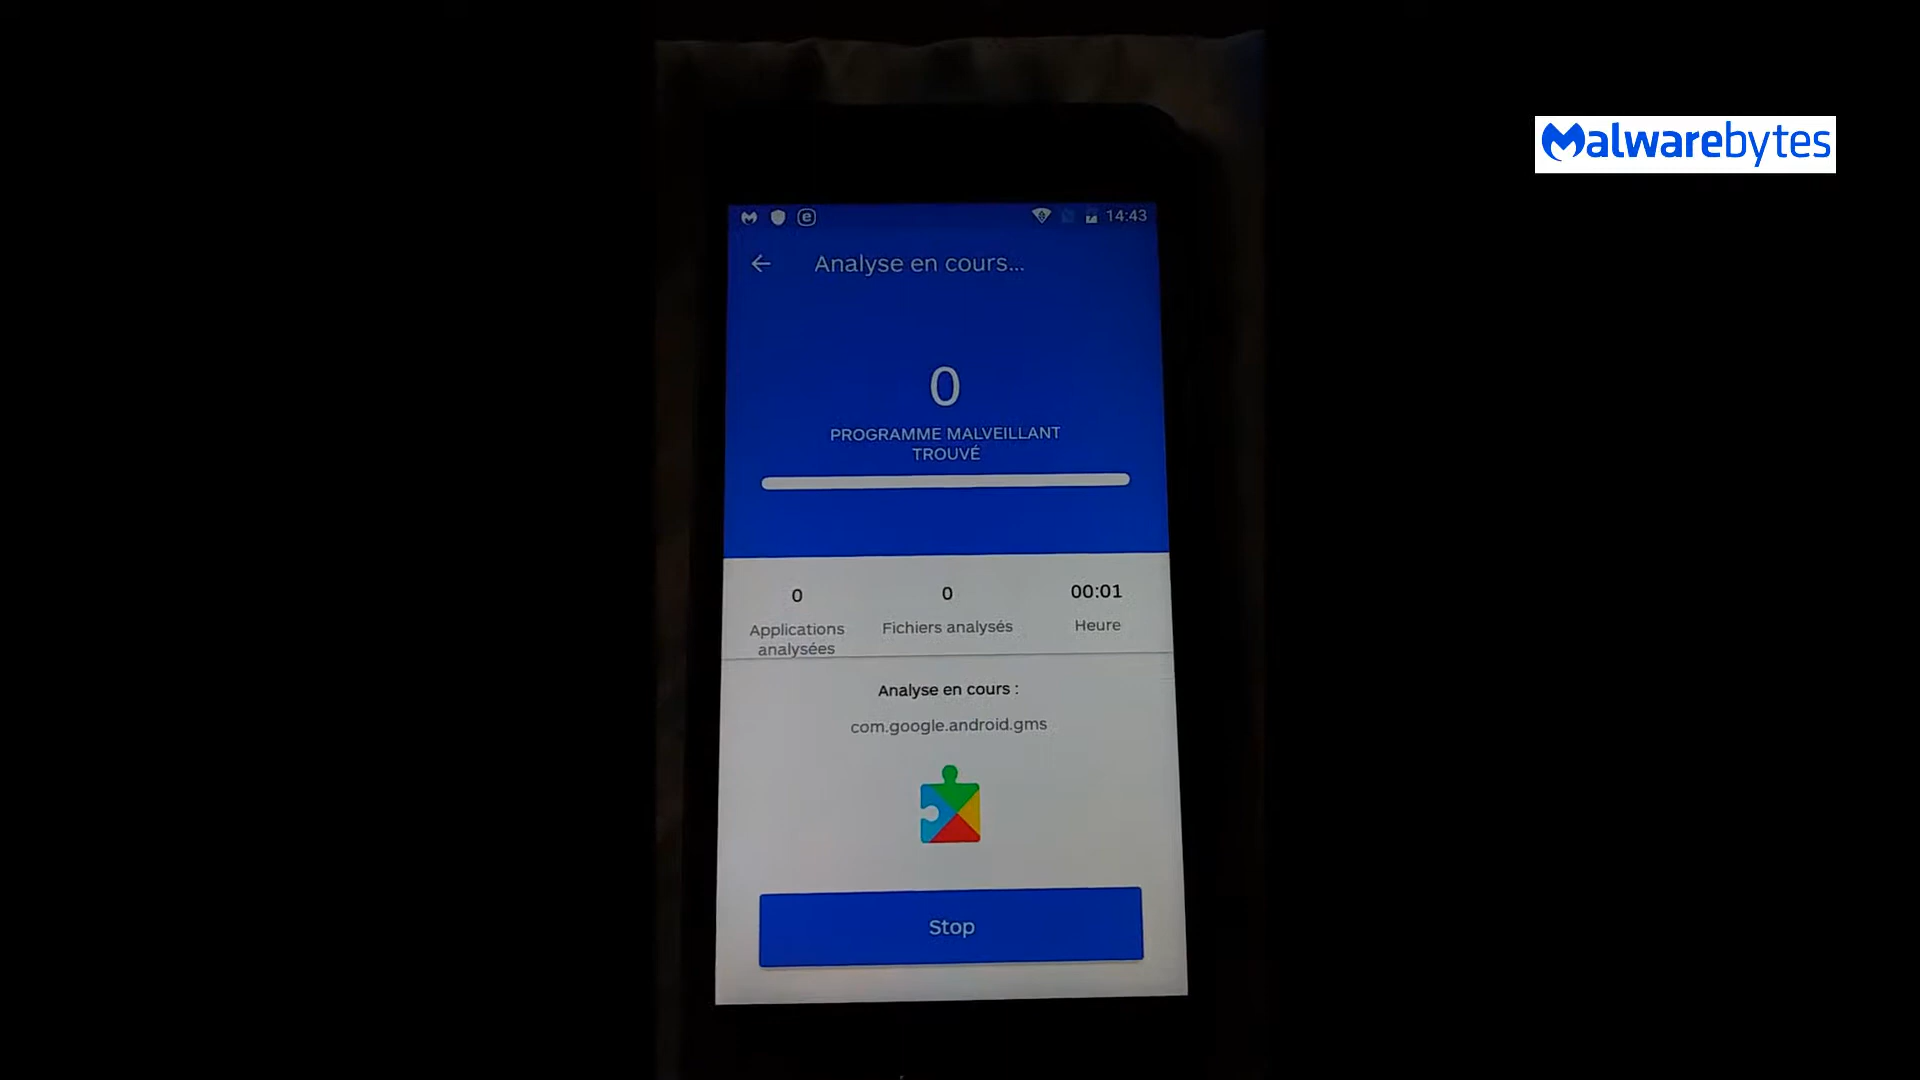 Malwarebytes
14:43
Analyse en cours...
0
PROGRAMME MALVEILLANT
TROUVÉ
0
0
00:01
Applications
analysées
Fichiers analysés
Heure
Analyse en cours :
com.google.android.gms
Stop